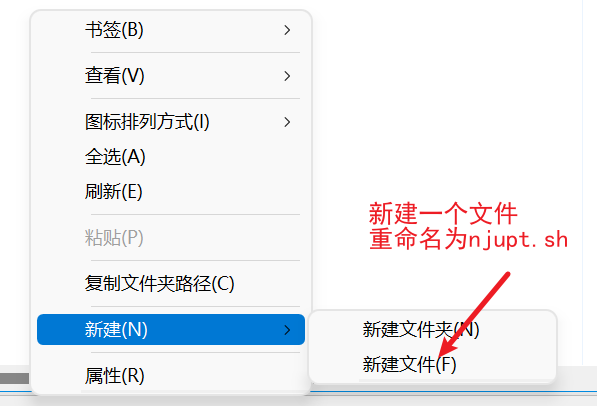 书签(B)
查看(V)
图标排列方式(I)
全选(A)
刷新(E)
粘贴(P)
复制文件夹路径(C)
新建(N)
属性(R)
新建一个文件
重命名为njupt.sh
新建文件夹(N)
新建文件(F)